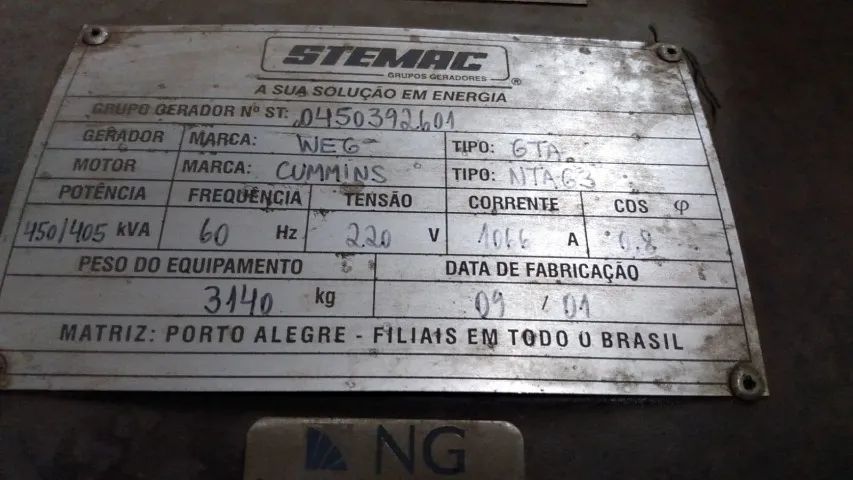 STEMAC
GRUPOS GERADORES ®
A SUA SOLUÇÃO EM ENERGIA
GRUPO GERADOR Nº ST: 0450392601
GERADOR MARCA: WEG TIPO: GTA
MOTOR MARCA: CUMMINS TIPO: NTAG3
POTÊNCIA FREQUÊNCIA TENSÃO CORRENTE COS φ
450/405 kVA 60 Hz 220 V 1066 A 0,8
PESO DO EQUIPAMENTO DATA DE FABRICAÇÃO
3140 kg 09 / 01
MATRIZ: PORTO ALEGRE - FILIAIS EM TODO O BRASIL
NG